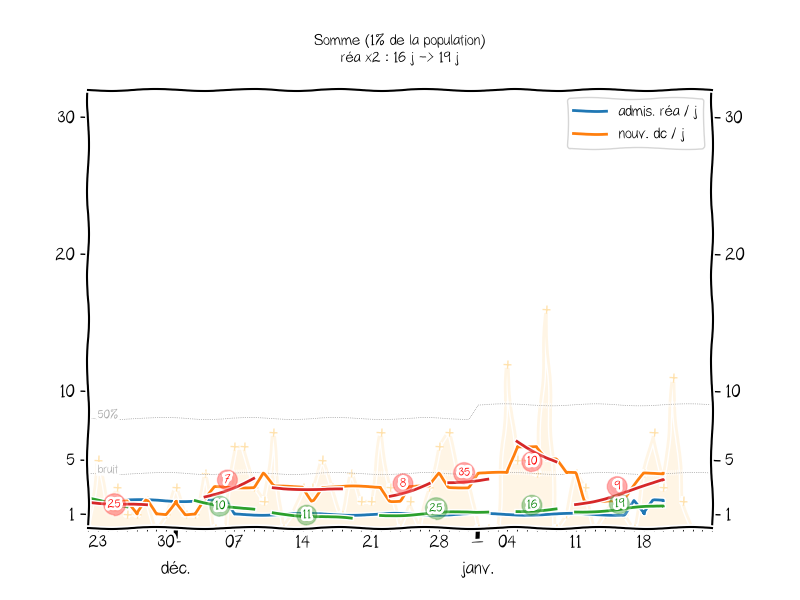 Somme (1% de la population)
réa x2 : 16 j -> 19 j
admis. réa / j
nouv. dc / j
30 30
20 20
10 10
5
5
1 1
50%
bruit
25 7 10 11 8 25 35 10 16 9 19
23 30 07 14 21 28 04 11 18
déc. janv.